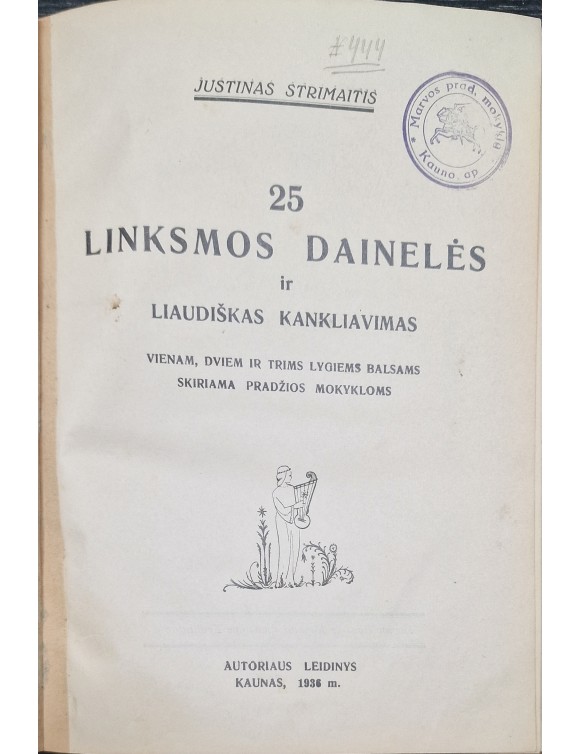 #444
JUSTINAS STRIMAITIS
* Marvos prad. mokykla
Kauno ap
25
LINKSMOS DAINELĖS
ir
LIAUDIŠKAS KANKLIAVIMAS
VIENAM, DVIEM IR TRIMS LYGIEMS BALSAMS
SKIRIAMA PRADŽIOS MOKYKLOMS
AUTORIAUS LEIDINYS
KAUNAS, 1936 m.